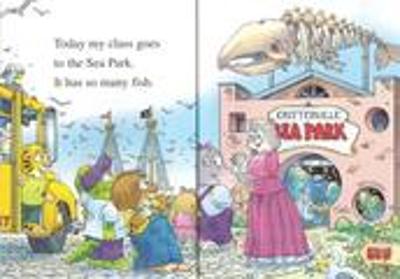 Today my class goes
to the Sea Park.
It has so many fish.
CRITTERVILLE
SEA PARK